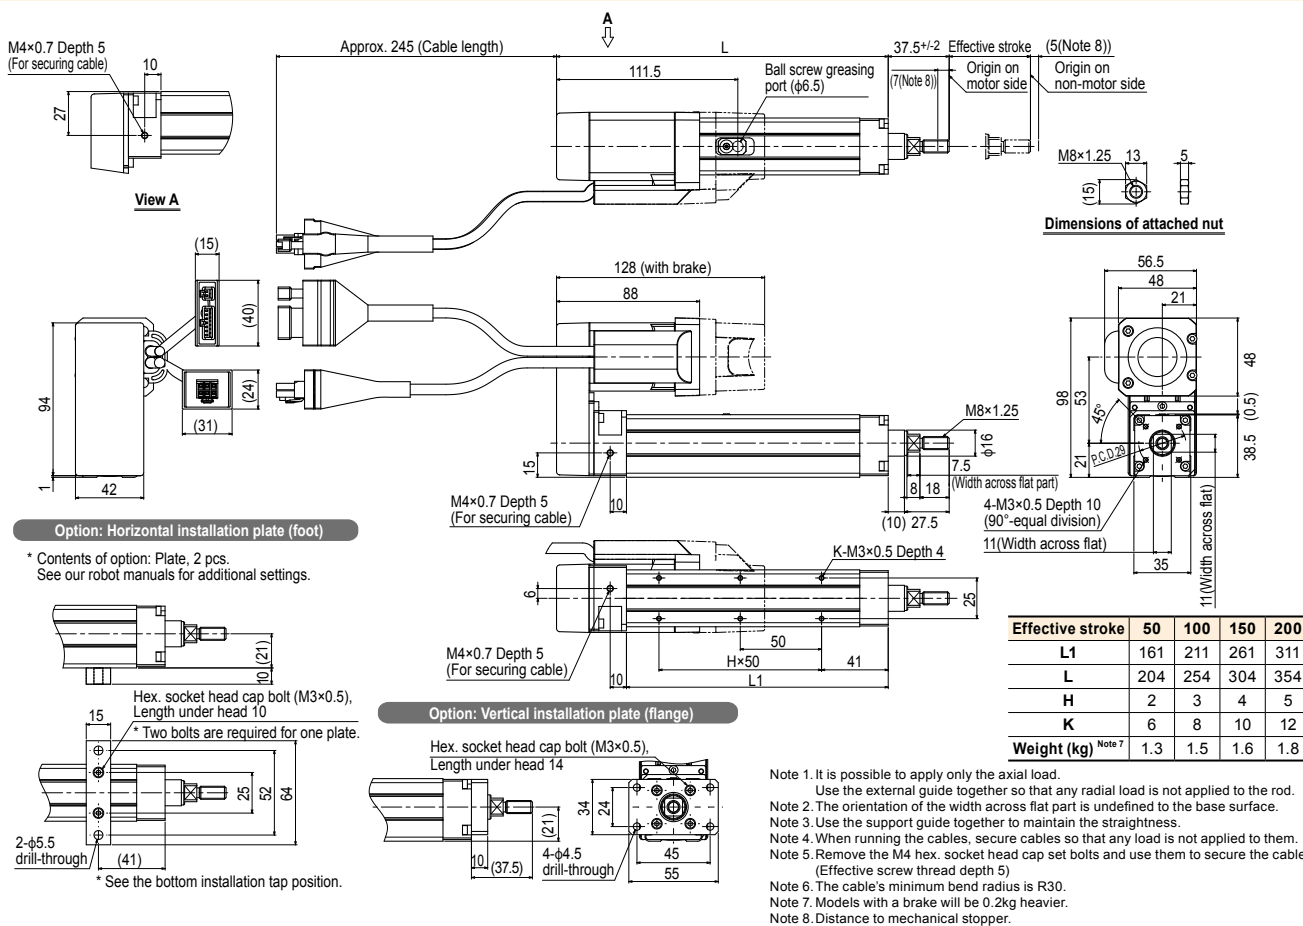 A
M4×0.7 Depth 5
(For securing cable)
10
27
View A
Approx. 245 (Cable length)
L
37.5+/-2
Effective stroke
(5(Note 8))
111.5
Ball screw greasing
port (φ6.5)
(7(Note 8))
Origin on
motor side
Origin on
non-motor side
M8×1.25
13
5
(15)
Dimensions of attached nut
(15)
(40)
(24)
(31)
94
1
42
128 (with brake)
88
M8×1.25
φ16
15
10
7.5
(Width across flat part)
8
18
(10)
27.5
M4×0.7 Depth 5
(For securing cable)
56.5
48
21
98
53
45°
P.C.D.29
21
48
(0.5)
38.5
4-M3×0.5 Depth 10
(90°-equal division)
11(Width across flat)
35
11(Width across flat)
Option: Horizontal installation plate (foot)
* Contents of option: Plate, 2 pcs.
See our robot manuals for additional settings.
(21)
10
Hex. socket head cap bolt (M3×0.5),
Length under head 10
* Two bolts are required for one plate.
15
25
52
64
2-φ5.5
drill-through
(41)
* See the bottom installation tap position.
K-M3×0.5 Depth 4
6
25
50
H×50
41
10
L1
M4×0.7 Depth 5
(For securing cable)
Option: Vertical installation plate (flange)
Hex. socket head cap bolt (M3×0.5),
Length under head 14
(21)
10
(37.5)
34
24
4-φ4.5
drill-through
45
55
Effective stroke 50 100 150 200
L1 161 211 261 311
L 204 254 304 354
H 2 3 4 5
K 6 8 10 12
Weight (kg) Note 7 1.3 1.5 1.6 1.8
Note 1. It is possible to apply only the axial load.
Use the external guide together so that any radial load is not applied to the rod.
Note 2. The orientation of the width across flat part is undefined to the base surface.
Note 3. Use the support guide together to maintain the straightness.
Note 4. When running the cables, secure cables so that any load is not applied to them.
Note 5. Remove the M4 hex. socket head cap set bolts and use them to secure the cable
(Effective screw thread depth 5)
Note 6. The cable's minimum bend radius is R30.
Note 7. Models with a brake will be 0.2kg heavier.
Note 8. Distance to mechanical stopper.